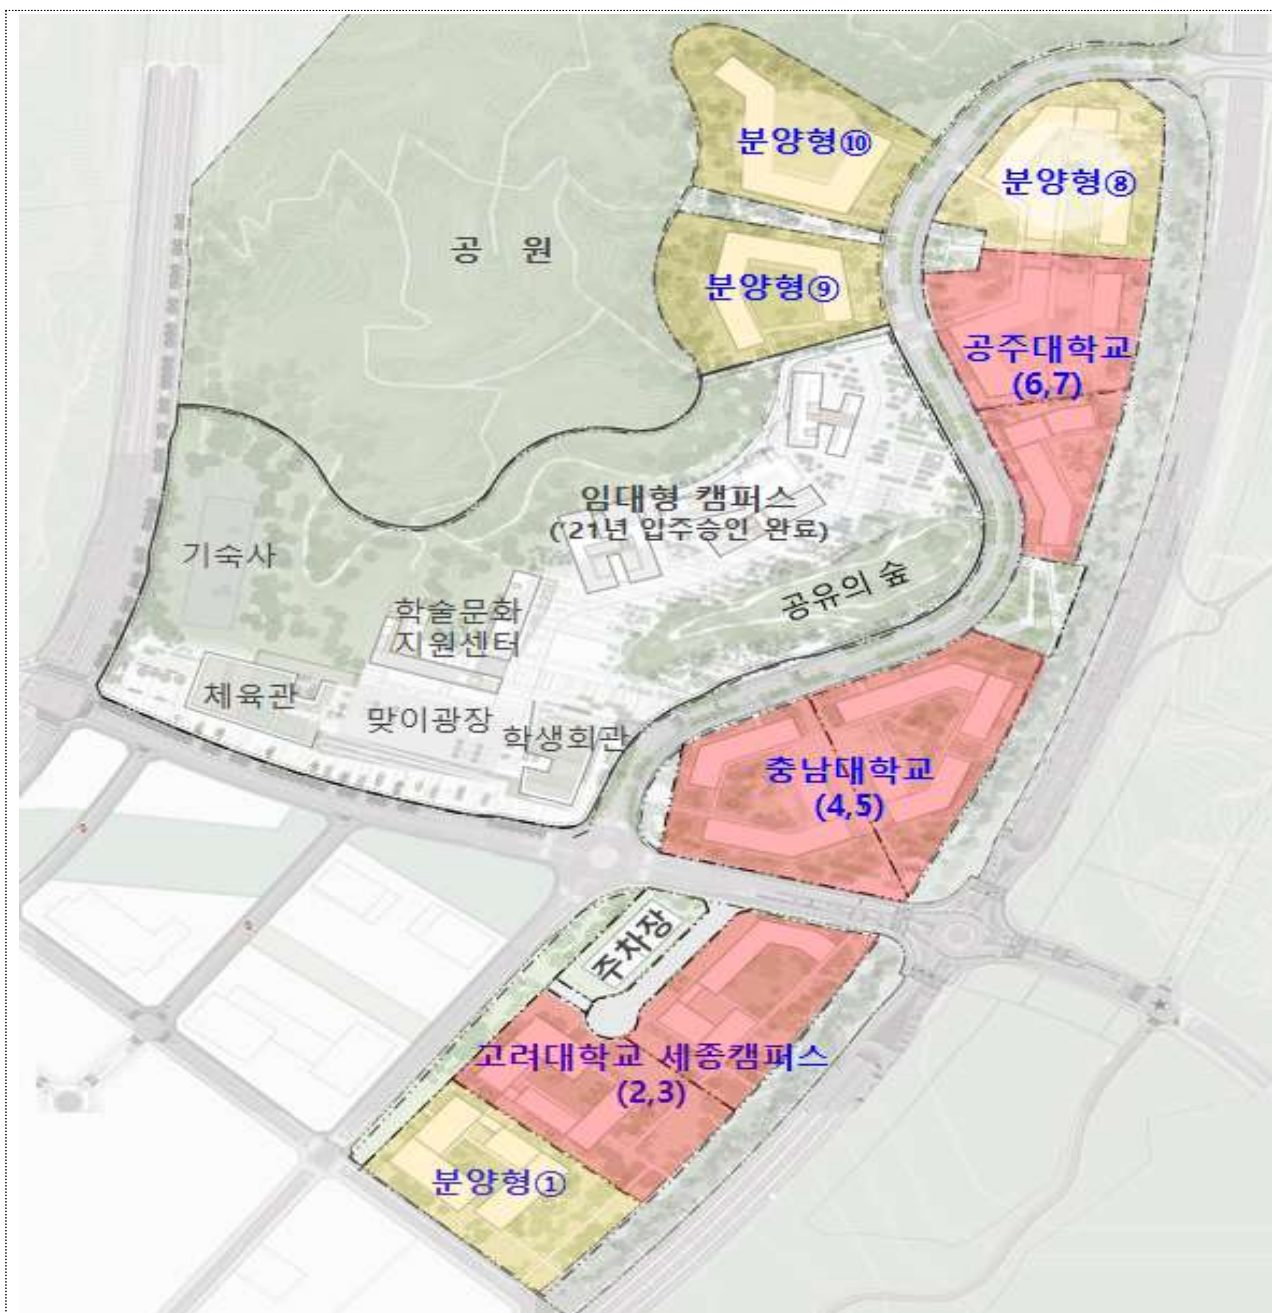 분양형⑩
분양형⑧
공 원
분양형⑨
공주대학교
(6,7)
임대형 캠퍼스
('21년 입주승인 완료)
기숙사
공유의 숲
학술문화
지원센터
체육관
맞이광장
학생회관
충남대학교
(4,5)
주차장
고려대학교 세종캠퍼스
(2,3)
분양형①